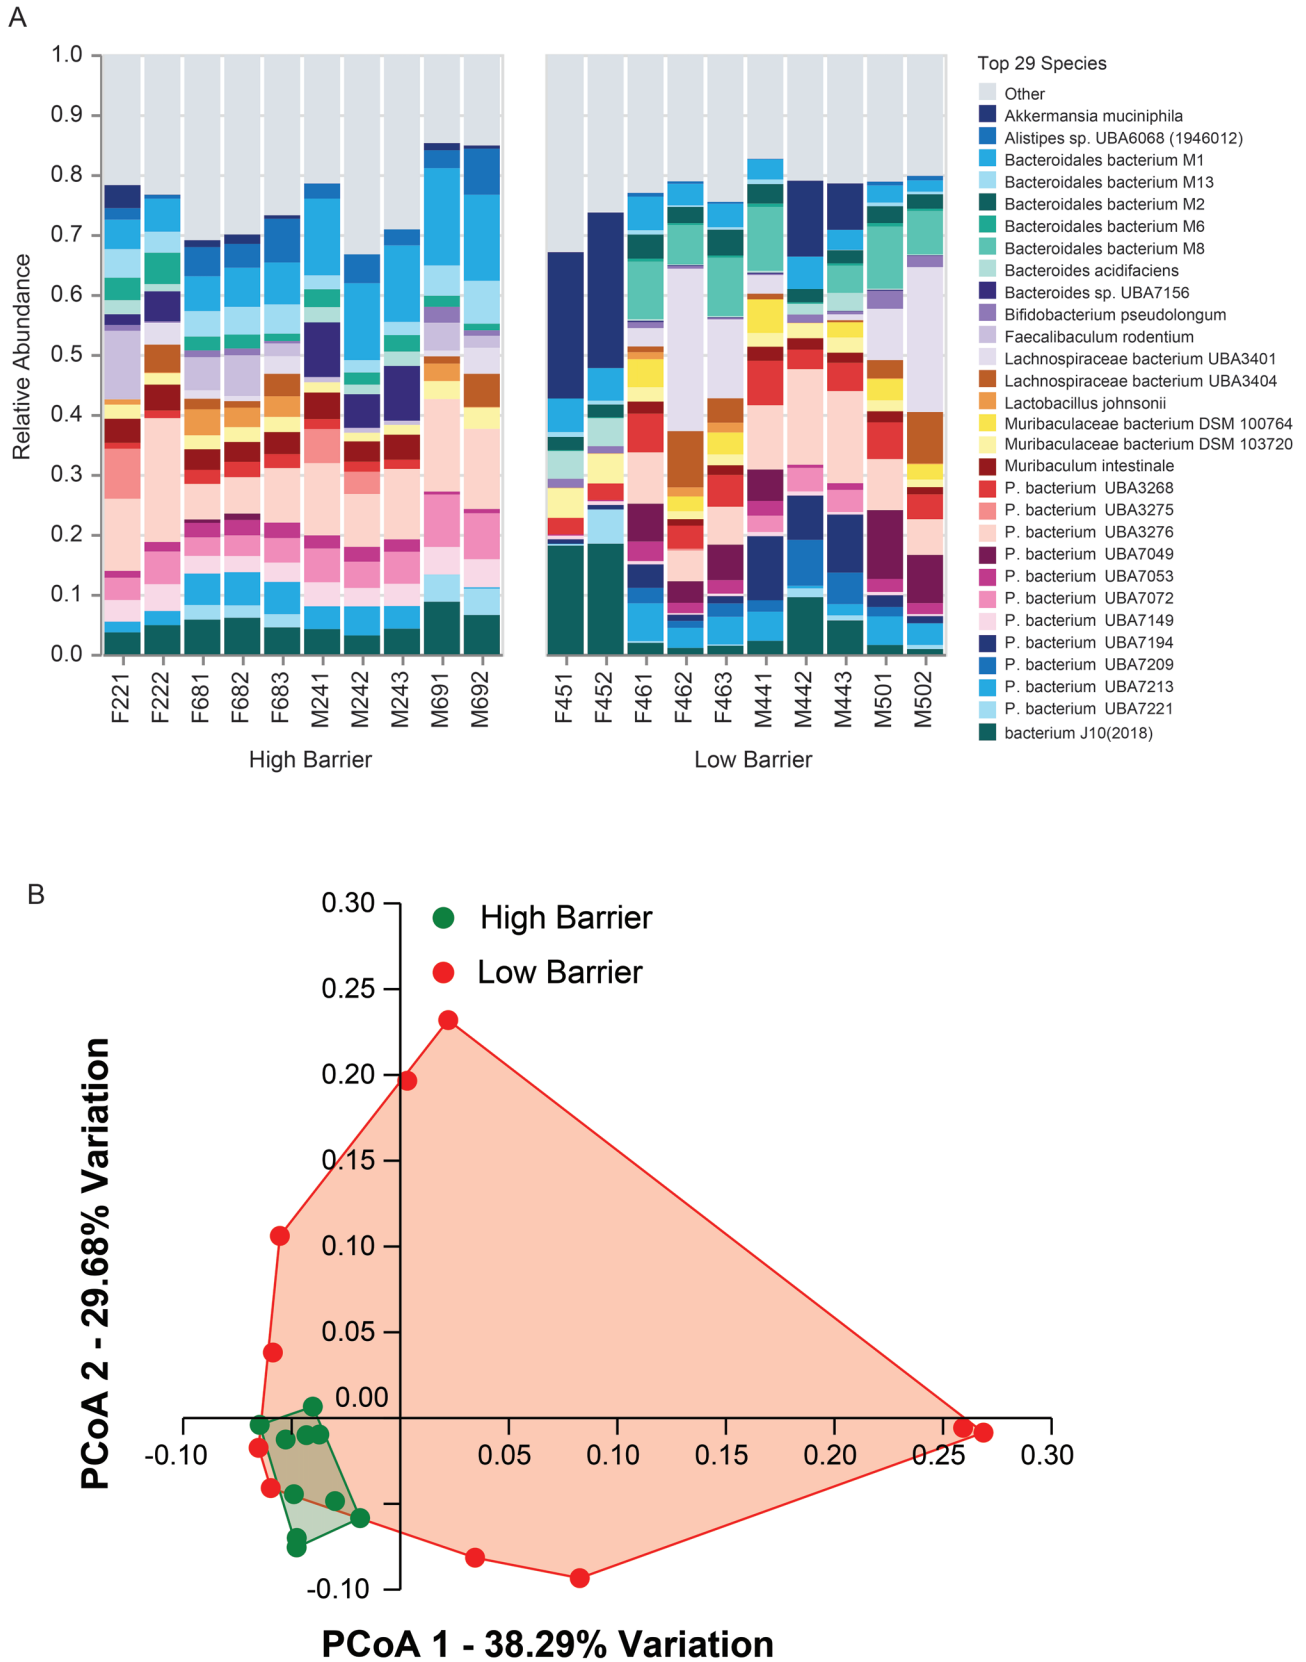 A
Relative Abundance
1.0
0.9
0.8
0.7
0.6
0.5
0.4
0.3
0.2
0.1
0.0
F221
F222
F681
F682
F683
M241
M242
M243
M691
M692
F451
F452
F461
F462
F463
M441
M442
M443
M501
M502
High Barrier
Low Barrier
Top 29 Species
Other
Akkermansia muciniphila
Alistipes sp. UBA6068 (1946012)
Bacteroidales bacterium M1
Bacteroidales bacterium M13
Bacteroidales bacterium M2
Bacteroidales bacterium M6
Bacteroidales bacterium M8
Bacteroides acidifaciens
Bacteroides sp. UBA7156
Bifidobacterium pseudolongum
Faecalibaculum rodentium
Lachnospiraceae bacterium UBA3401
Lachnospiraceae bacterium UBA3404
Lactobacillus johnsonii
Muribaculaceae bacterium DSM 100764
Muribaculaceae bacterium DSM 103720
Muribaculum intestinale
P. bacterium UBA3268
P. bacterium UBA3275
P. bacterium UBA3276
P. bacterium UBA7049
P. bacterium UBA7053
P. bacterium UBA7072
P. bacterium UBA7149
P. bacterium UBA7194
P. bacterium UBA7209
P. bacterium UBA7213
P. bacterium UBA7221
bacterium J10(2018)
B
High Barrier
Low Barrier
PCoA 2 - 29.68% Variation
0.30
0.25
0.20
0.15
0.10
0.05
0.00
-0.10
-0.10
0.05
0.10
0.15
0.20
0.25
0.30
PCoA 1 - 38.29% Variation